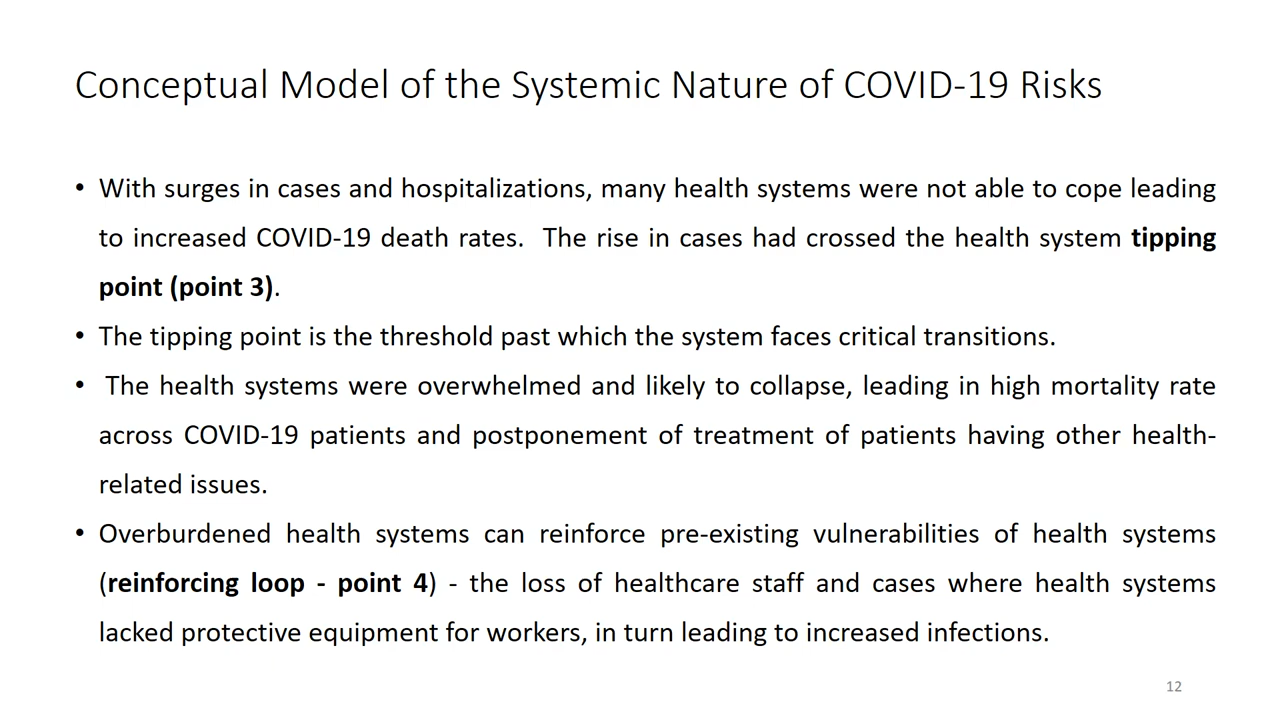 Conceptual Model of the Systemic Nature of COVID-19 Risks
• With surges in cases and hospitalizations, many health systems were not able to cope leading
to increased COVID-19 death rates.  The rise in cases had crossed the health system tipping
point (point 3).
• The tipping point is the threshold past which the system faces critical transitions.
• The health systems were overwhelmed and likely to collapse, leading in high mortality rate
across COVID-19 patients and postponement of treatment of patients having other health-
related issues.
• Overburdened health systems can reinforce pre-existing vulnerabilities of health systems
(reinforcing loop - point 4) - the loss of healthcare staff and cases where health systems
lacked protective equipment for workers, in turn leading to increased infections.
12